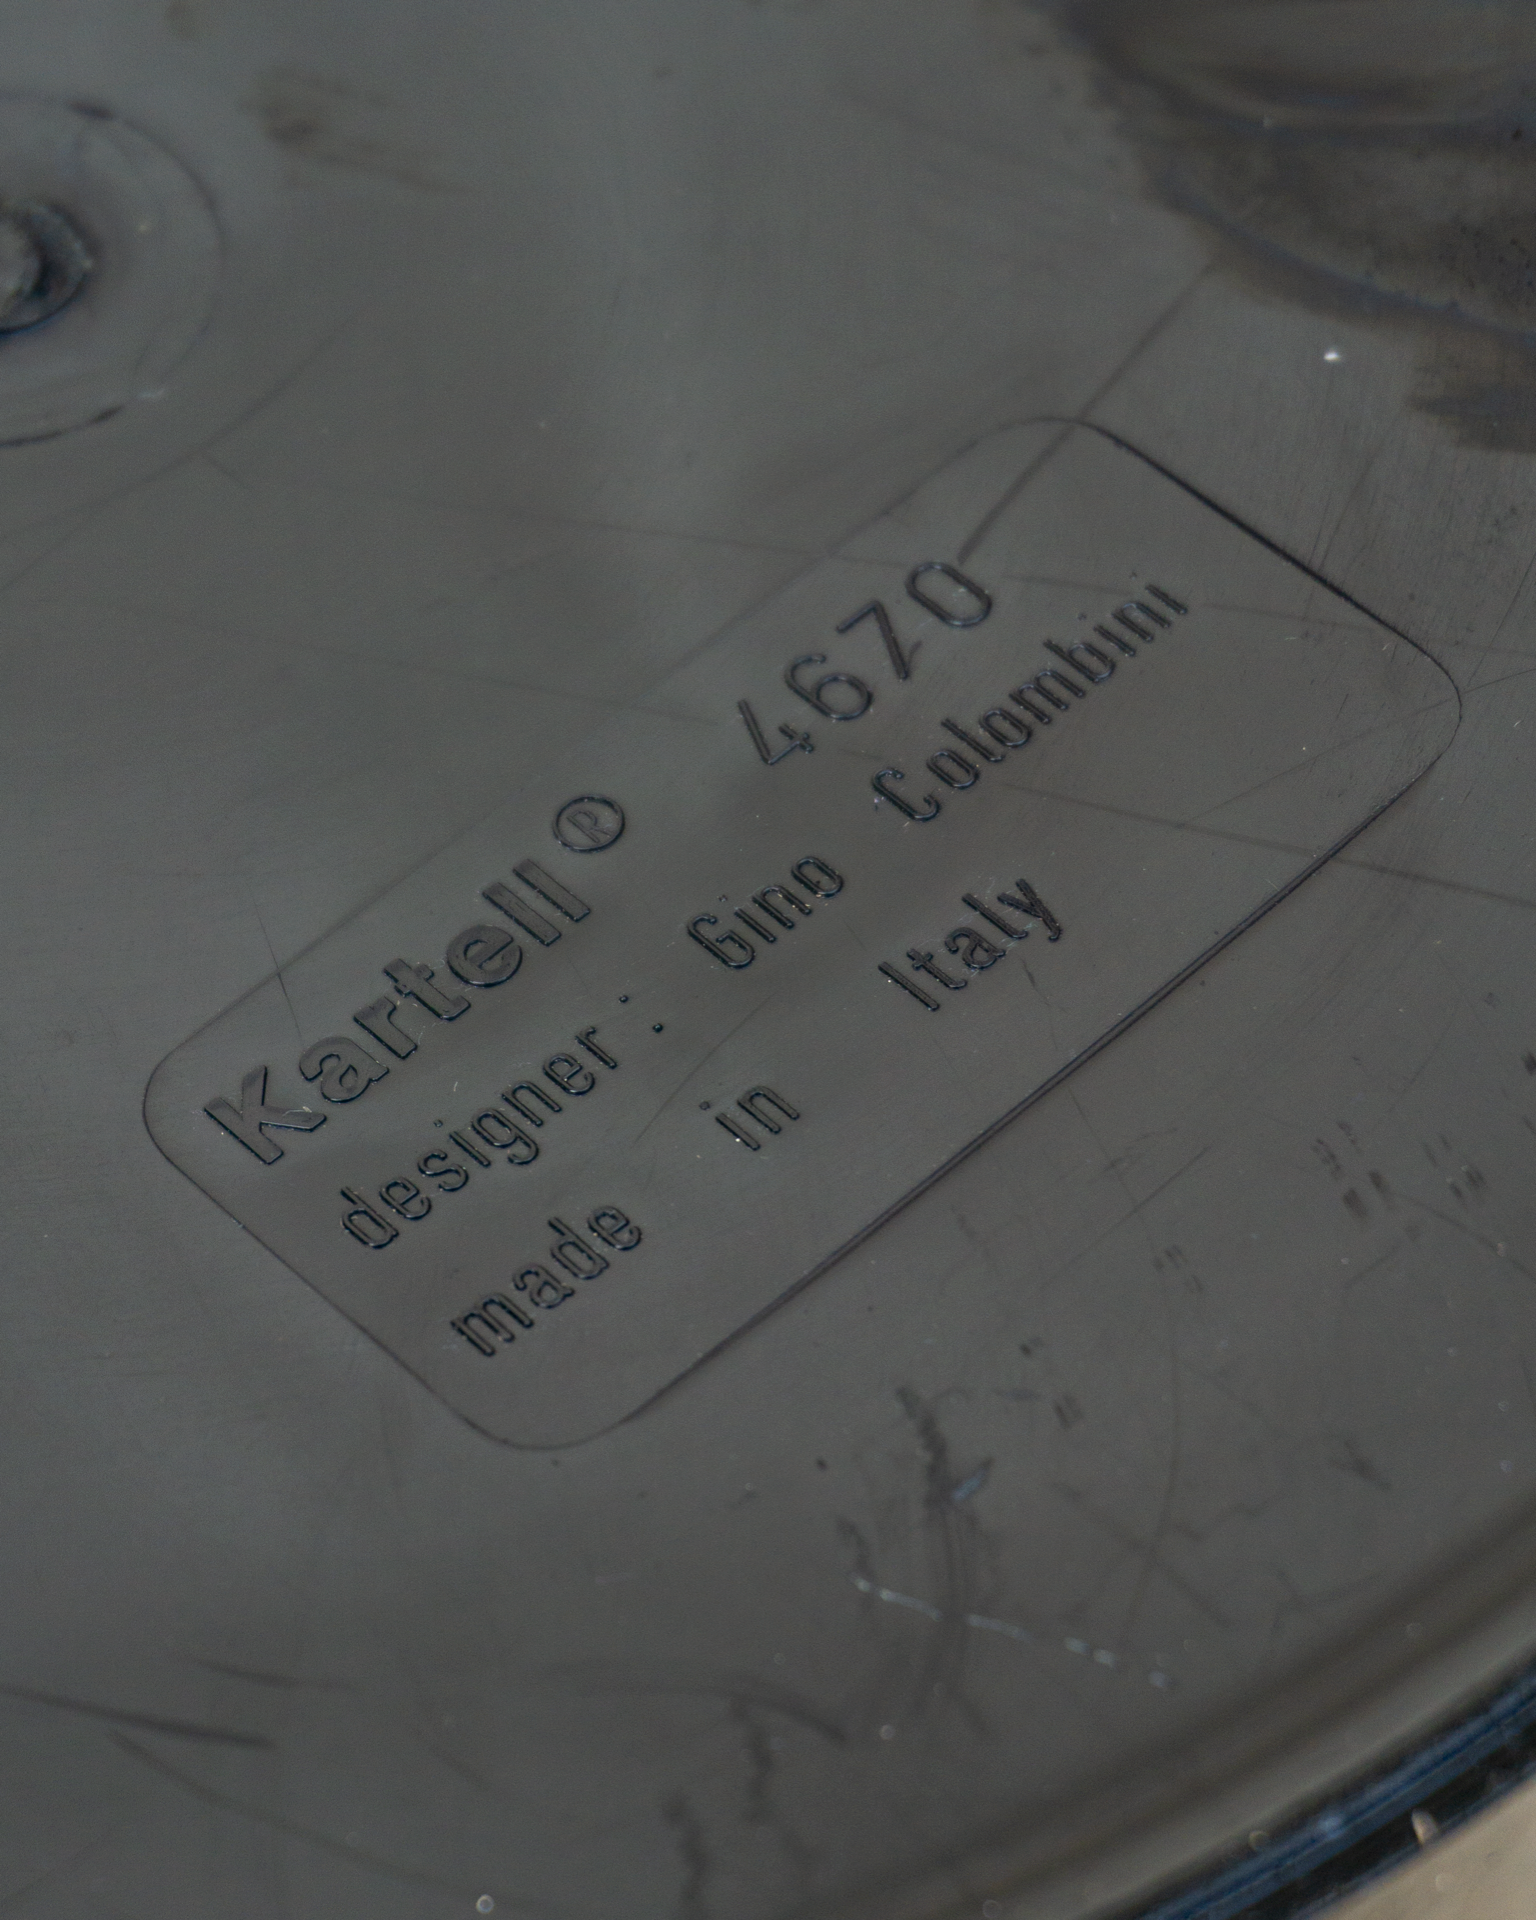 Kartell® 4670
designer: Gino Colombini
made in Italy